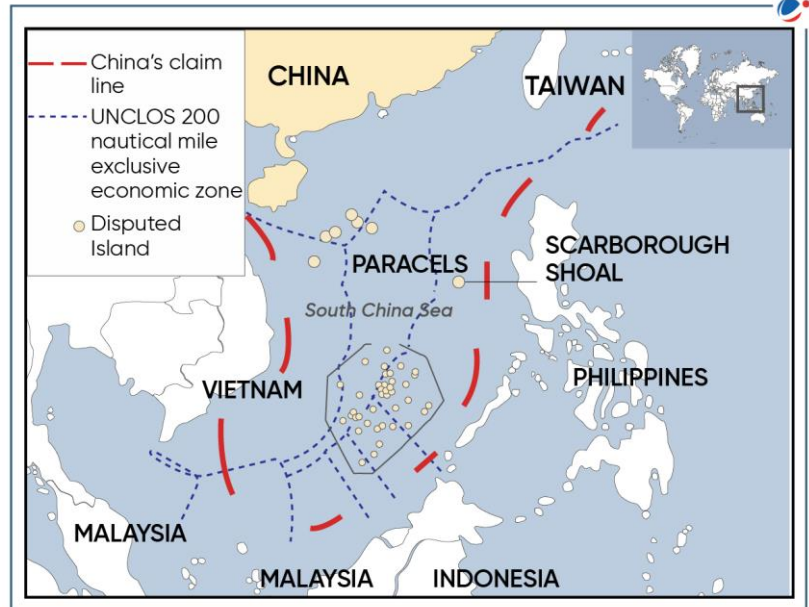 China's claim
line
UNCLOS 200
nautical mile
exclusive
economic zone
Disputed
Island
CHINA
TAIWAN
SCARBOROUGH
SHOAL
PARACELS
South China Sea
VIETNAM
PHILIPPINES
MALAYSIA
MALAYSIA
INDONESIA